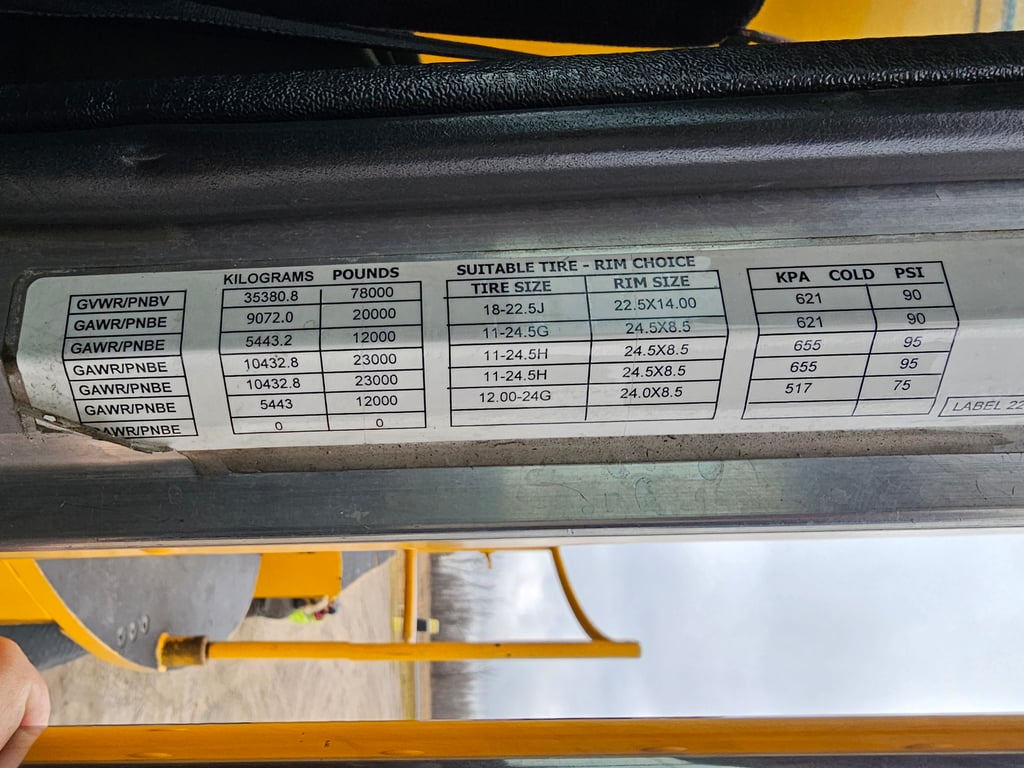 KILOGRAMS POUNDS SUITABLE TIRE - RIM CHOICE
TIRE SIZE RIM SIZE KPA COLD PSI
GVWR/PNBV 35380.8 78000
GAWR/PNBE 9072.0 20000 18-22.5J 22.5X14.00 621 90
GAWR/PNBE 5443.2 12000 11-24.5G 24.5X8.5 621 90
GAWR/PNBE 10432.8 23000 11-24.5H 24.5X8.5 655 95
GAWR/PNBE 10432.8 23000 11-24.5H 24.5X8.5 655 95
GAWR/PNBE 5443 12000 12.00-24G 24.0X8.5 517 75
GAWR/PNBE 0 0
LABEL 22